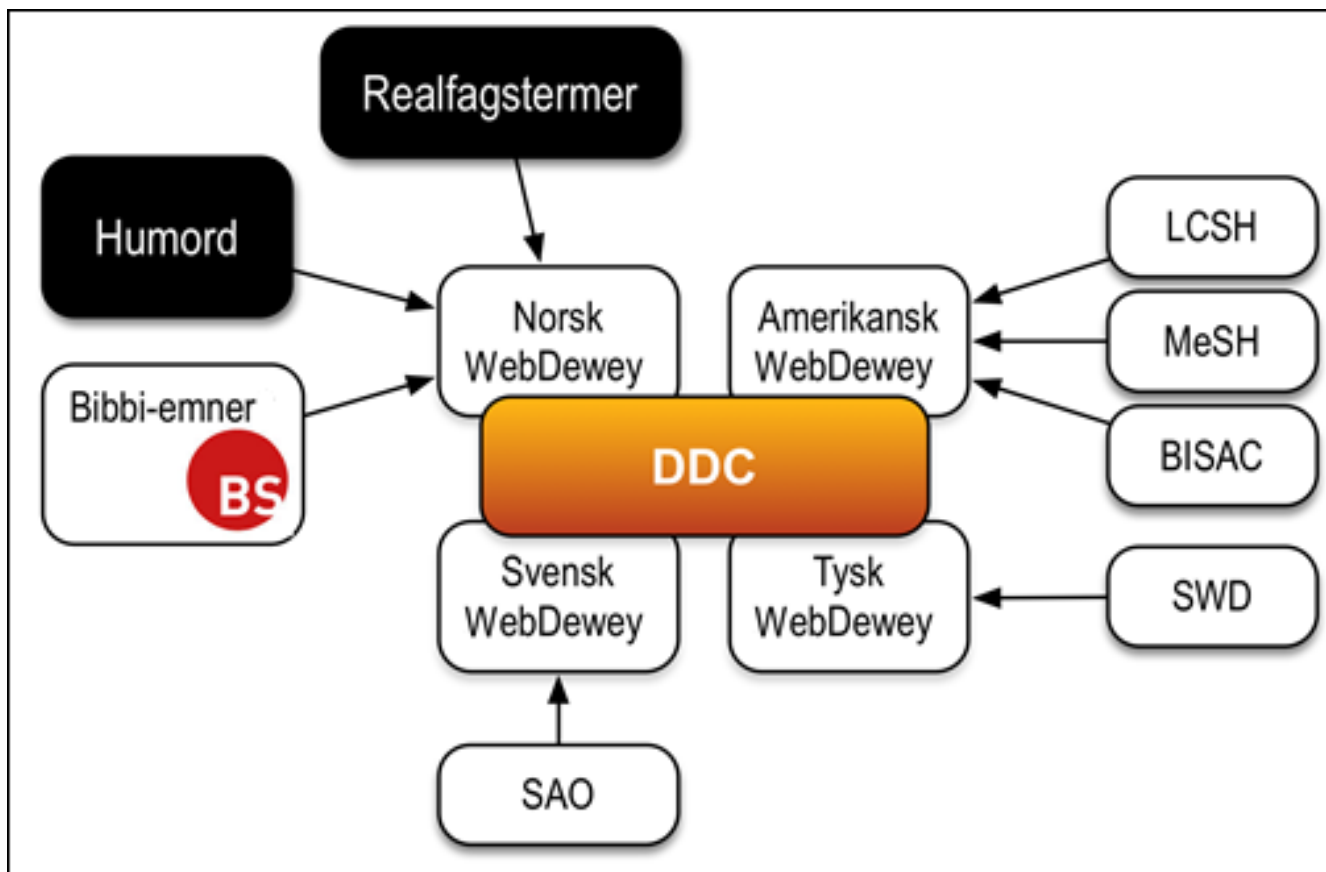 Realfagstermer
Humord
LCSH
Norsk
WebDewey
Amerikansk
WebDewey
MeSH
Bibbi-emner
BS
BISAC
DDC
Svensk
WebDewey
Tysk
WebDewey
SWD
SAO